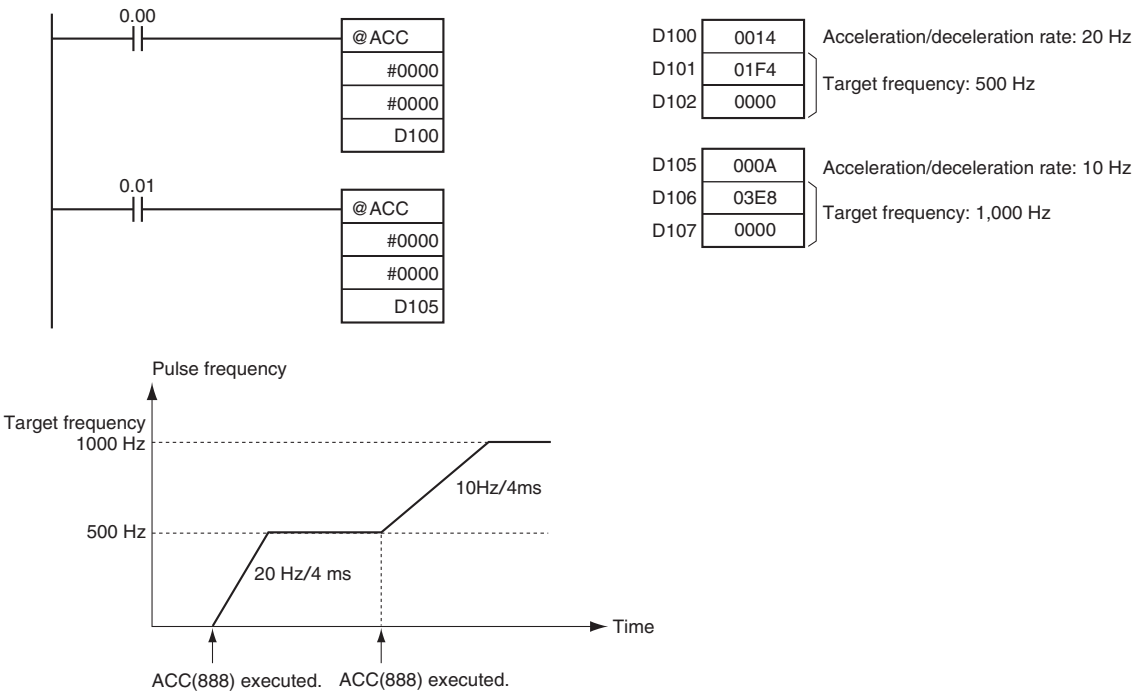 0.00
@ACC
#0000
#0000
D100
0.01
@ACC
#0000
#0000
D105
D100 0014 Acceleration/deceleration rate: 20 Hz
D101 01F4
Target frequency: 500 Hz
D102 0000
D105 000A Acceleration/deceleration rate: 10 Hz
D106 03E8
Target frequency: 1,000 Hz
D107 0000
Pulse frequency
Target frequency
1000 Hz
10Hz/4ms
500 Hz
20 Hz/4 ms
Time
ACC(888) executed. ACC(888) executed.